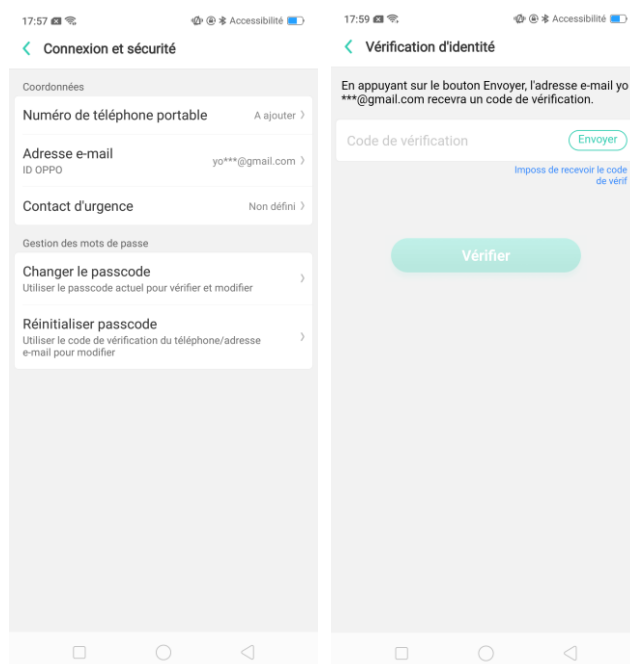 17:57
Accessibilité
Connexion et sécurité
Coordonnées
Numéro de téléphone portable
A ajouter
Adresse e-mail
ID OPPO
yo***@gmail.com
Contact d'urgence
Non défini
Gestion des mots de passe
Changer le passcode
Utiliser le passcode actuel pour vérifier et modifier
Réinitialiser passcode
Utiliser le code de vérification du téléphone/adresse
e-mail pour modifier
17:59
Accessibilité
Vérification d'identité
En appuyant sur le bouton Envoyer, l'adresse e-mail yo
***@gmail.com recevra un code de vérification.
Code de vérification
Envoyer
Imposs de recevoir le code
de vérif
Vérifier